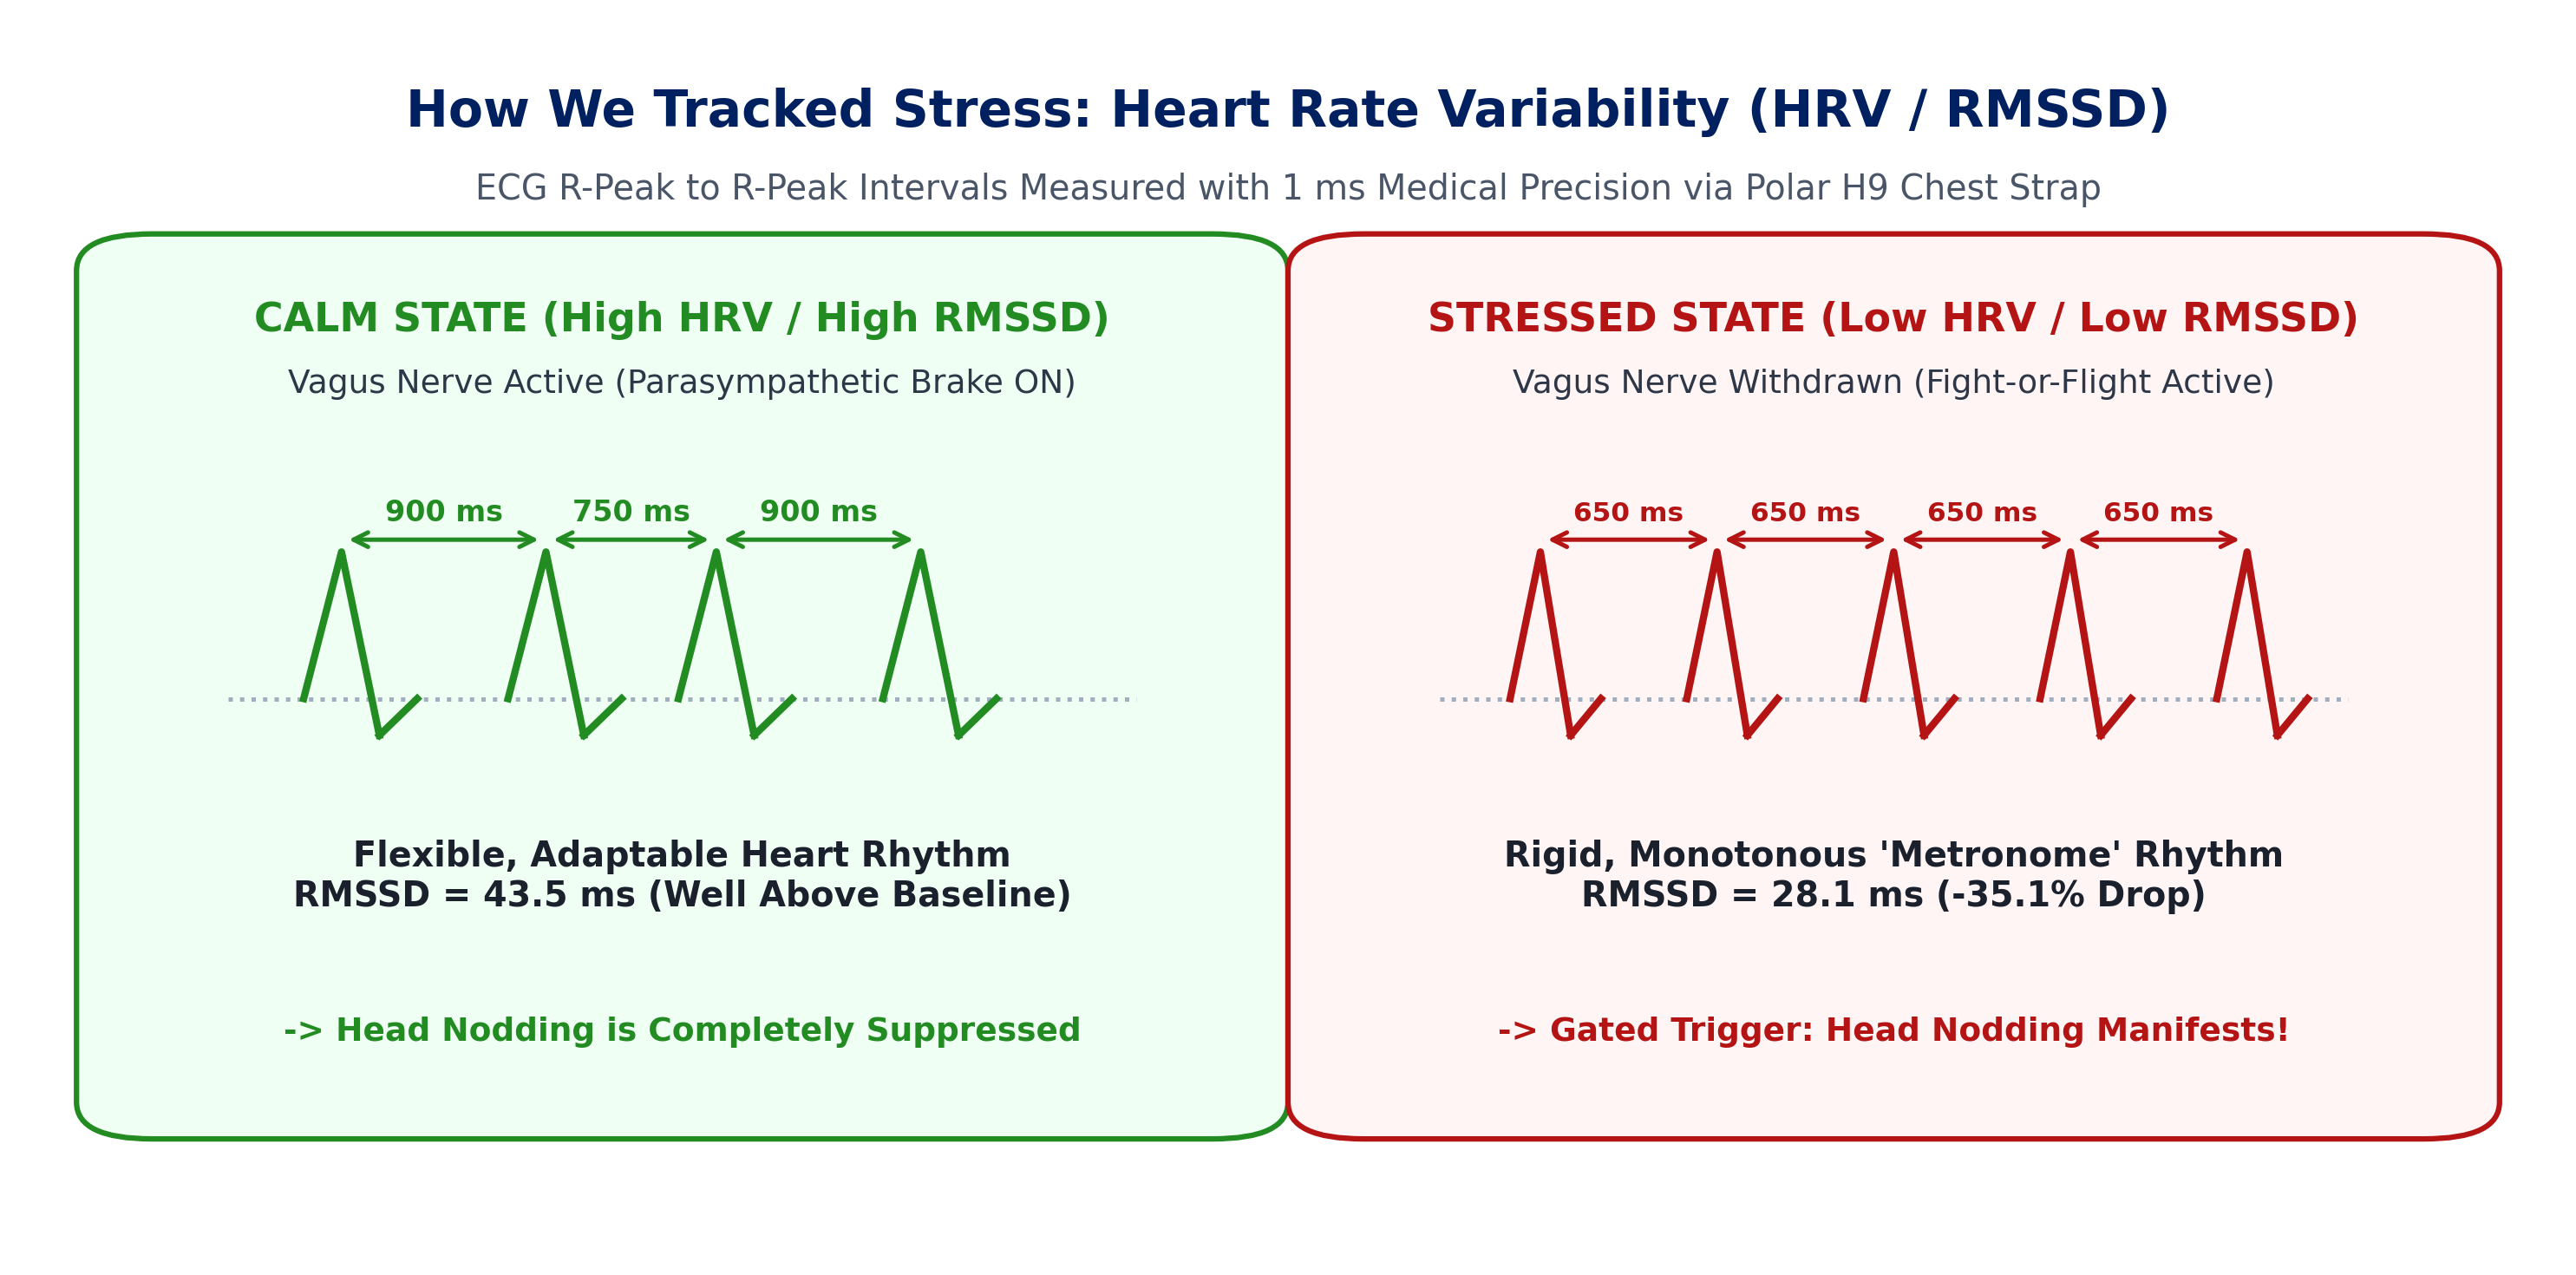 How We Tracked Stress: Heart Rate Variability (HRV / RMSSD)
ECG R-Peak to R-Peak Intervals Measured with 1 ms Medical Precision via Polar H9 Chest Strap
CALM STATE (High HRV / High RMSSD)
Vagus Nerve Active (Parasympathetic Brake ON)
900 ms
750 ms
900 ms
Flexible, Adaptable Heart Rhythm
RMSSD = 43.5 ms (Well Above Baseline)
-> Head Nodding is Completely Suppressed
STRESSED STATE (Low HRV / Low RMSSD)
Vagus Nerve Withdrawn (Fight-or-Flight Active)
650 ms
650 ms
650 ms
650 ms
Rigid, Monotonous 'Metronome' Rhythm
RMSSD = 28.1 ms (-35.1% Drop)
-> Gated Trigger: Head Nodding Manifests!